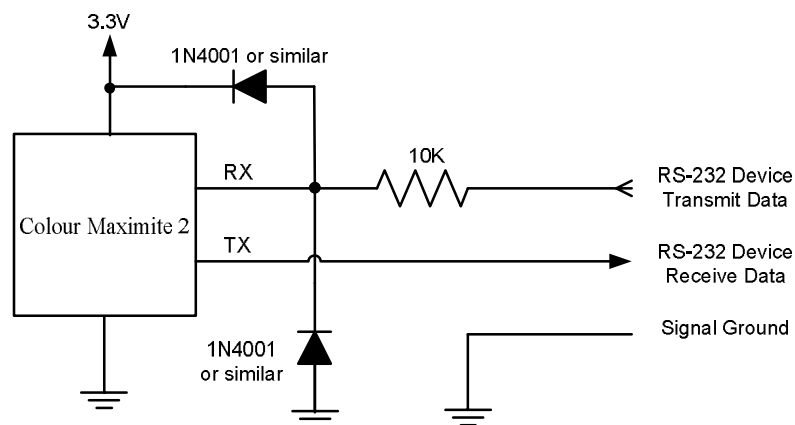 3.3V
1N4001 or similar
10K
RX
RS-232 Device
Transmit Data
Colour Maximite 2
TX
RS-232 Device
Receive Data
Signal Ground
1N4001
or similar